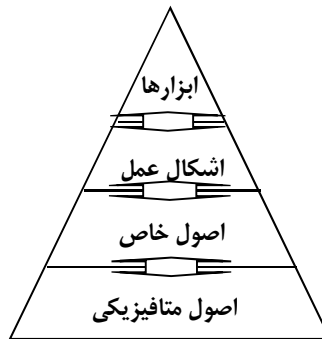 ابزارها
اشکال عمل
اصول خاص
اصول متافیزیکی